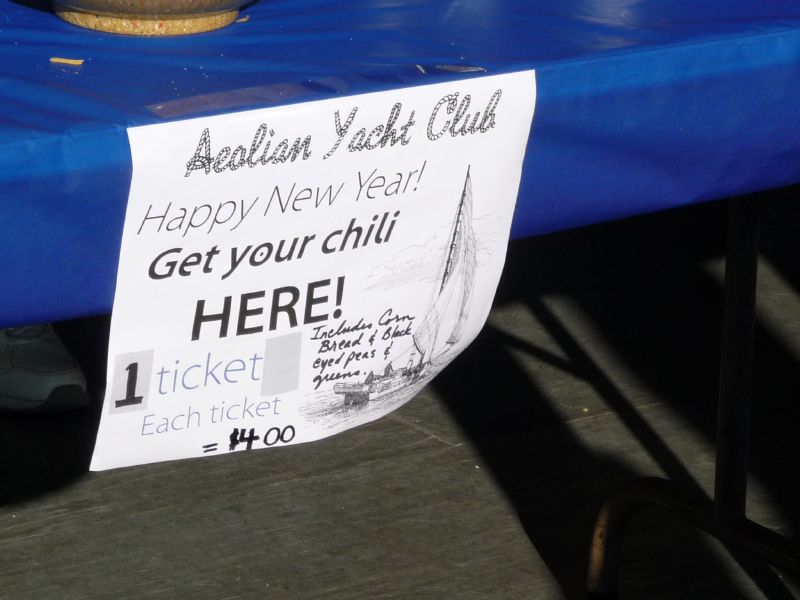 Aeolian Yacht Club
Happy New Year!
Get your chili
HERE!
Includes Corn
Bread & Black
eyed peas &
greens.
1 ticket
Each ticket
= $4.00